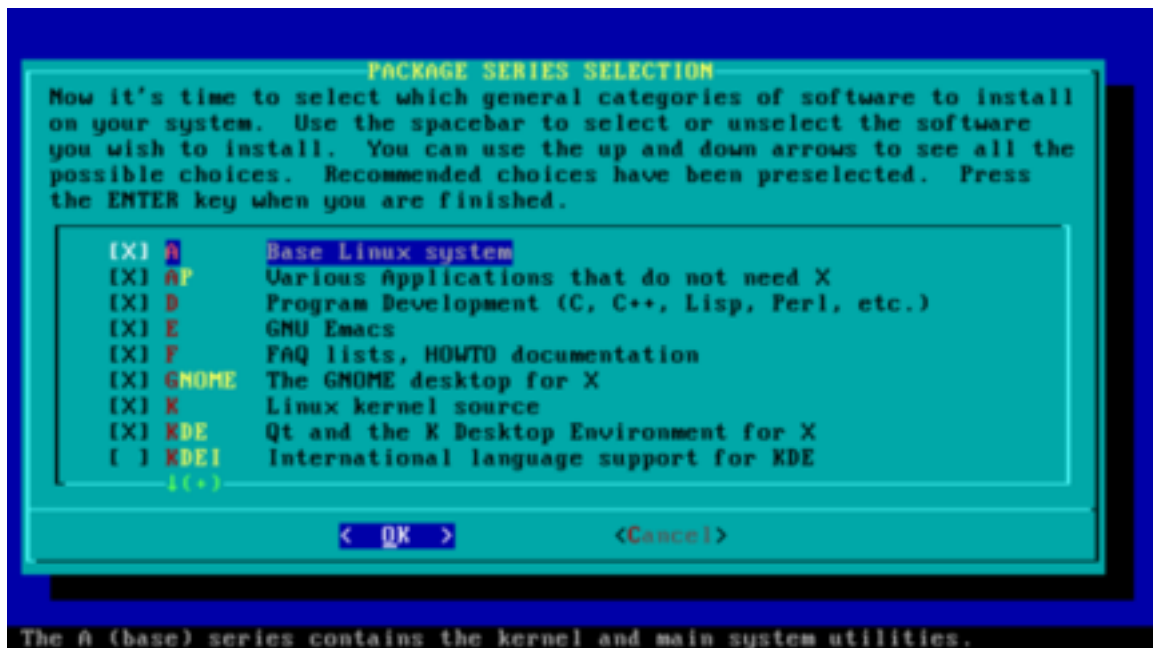 PACKAGE SERIES SELECTION
Now it's time to select which general categories of software to install
on your system.  Use the spacebar to select or unselect the software
you wish to install.  You can use the up and down arrows to see all the
possible choices.  Recommended choices have been preselected.  Press
the ENTER key when you are finished.
[X] A Base Linux system
[X] AP Various Applications that do not need X
[X] D Program Development (C, C++, Lisp, Perl, etc.)
[X] E GNU Emacs
[X] F FAQ lists, HOWTO documentation
[X] GNOME The GNOME desktop for X
[X] K Linux kernel source
[X] KDE Qt and the K Desktop Environment for X
[ ] KDEI International language support for KDE
↓(+)
< OK > <Cancel>
The A (base) series contains the kernel and main system utilities.